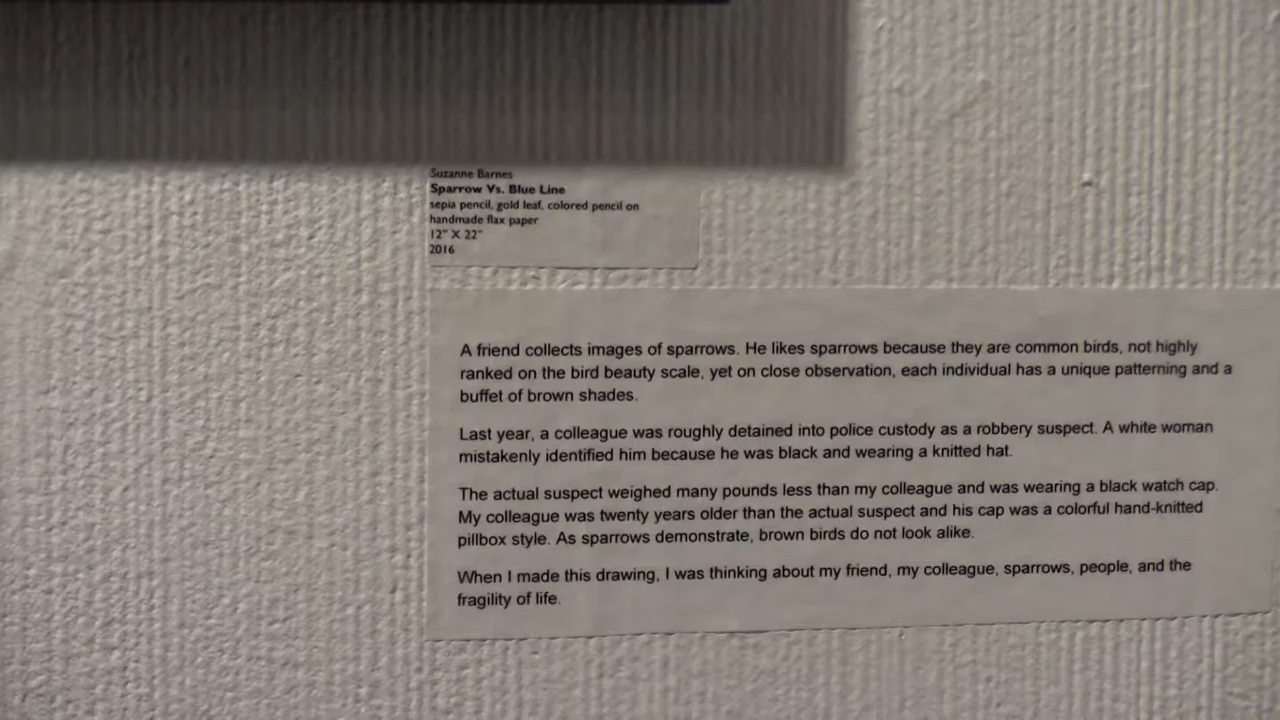 Suzanne Barnes
Sparrow Vs. Blue Line
sepia pencil, gold leaf, colored pencil on
handmade flax paper
12" X 22"
2016
A friend collects images of sparrows. He likes sparrows because they are common birds, not highly
ranked on the bird beauty scale, yet on close observation, each individual has a unique patterning and a
buffet of brown shades.
Last year, a colleague was roughly detained into police custody as a robbery suspect. A white woman
mistakenly identified him because he was black and wearing a knitted hat.
The actual suspect weighed many pounds less than my colleague and was wearing a black watch cap.
My colleague was twenty years older than the actual suspect and his cap was a colorful hand-knitted
pillbox style. As sparrows demonstrate, brown birds do not look alike.
When I made this drawing, I was thinking about my friend, my colleague, sparrows, people, and the
fragility of life.